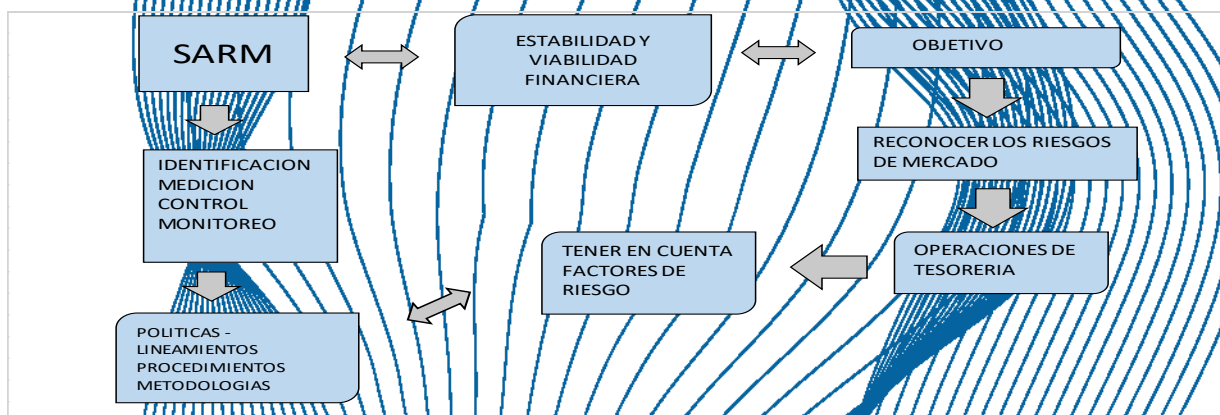 SARM
ESTABILIDAD Y
VIABILIDAD
FINANCIERA
OBJETIVO
IDENTIFICACION
MEDICION
CONTROL
MONITOREO
RECONOCER LOS RIESGOS
DE MERCADO
TENER EN CUENTA
FACTORES DE
RIESGO
OPERACIONES DE
TESORERIA
POLITICAS -
LINEAMIENTOS
PROCEDIMIENTOS
METODOLOGIAS